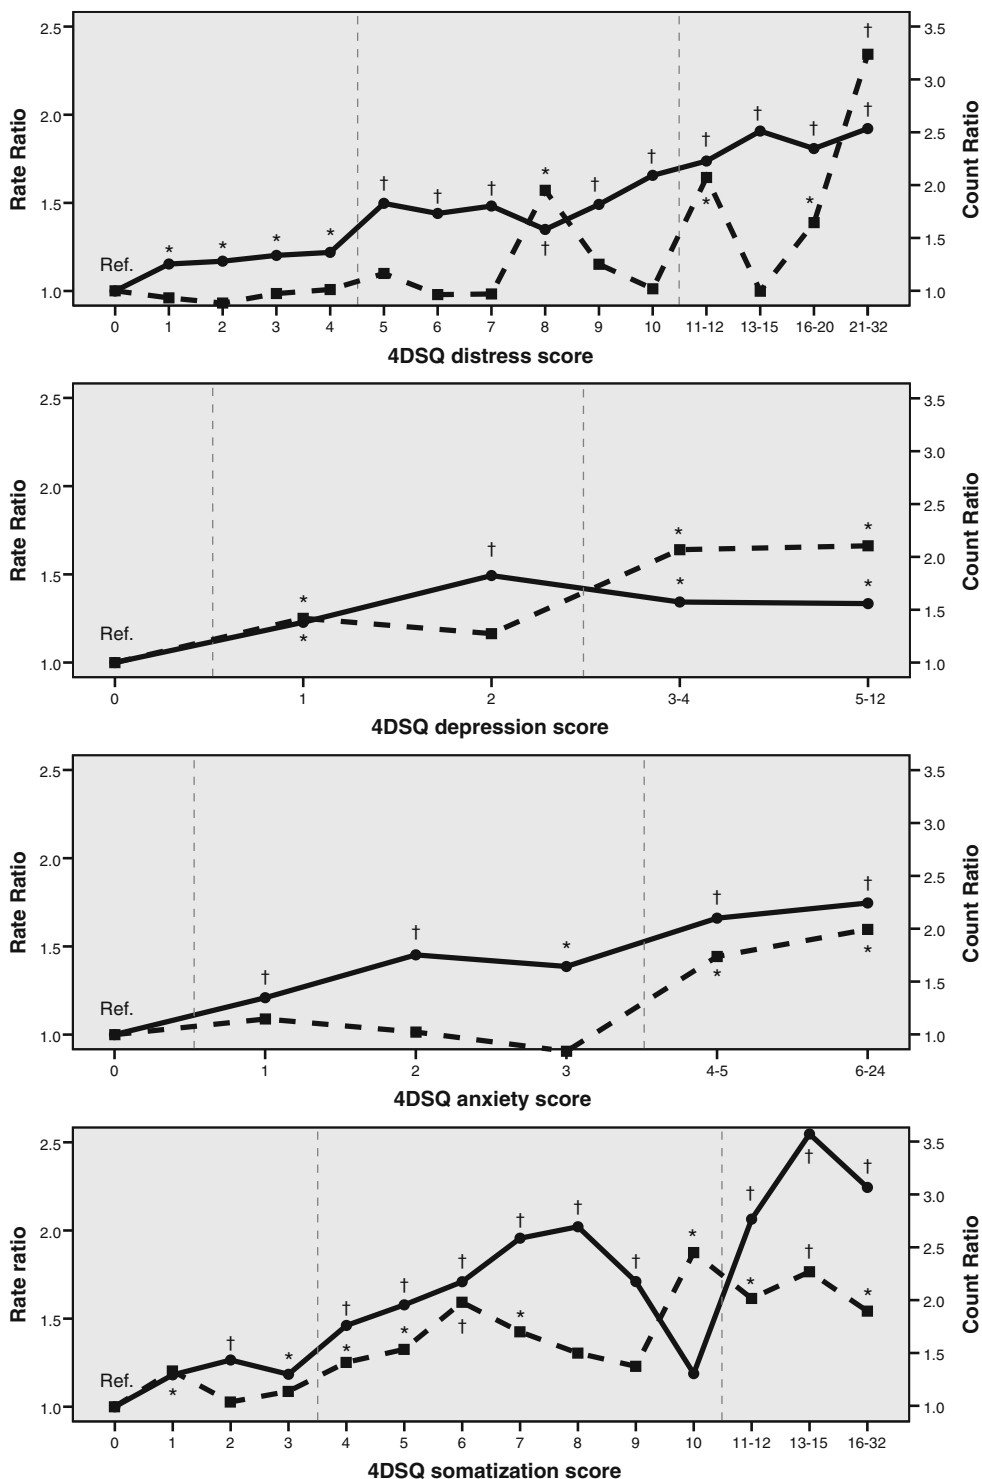 2.5
2.0
1.5
1.0
Rate Ratio
3.5
3.0
2.5
2.0
1.5
1.0
Count Ratio
Ref.
* * * * † † † † * † † † † * † * † † †
0 1 2 3 4 5 6 7 8 9 10 11-12 13-15 16-20 21-32
4DSQ distress score
2.5
2.0
1.5
1.0
Rate Ratio
3.5
3.0
2.5
2.0
1.5
1.0
Count Ratio
Ref.
* * † * * * *
0 1 2 3-4 5-12
4DSQ depression score
2.5
2.0
1.5
1.0
Rate Ratio
3.5
3.0
2.5
2.0
1.5
1.0
Count Ratio
Ref.
† † * † * † *
0 1 2 3 4-5 6-24
4DSQ anxiety score
2.5
2.0
1.5
1.0
Rate ratio
3.5
3.0
2.5
2.0
1.5
1.0
Count Ratio
Ref.
* † * † * † * † † † * † † * † * † † † *
0 1 2 3 4 5 6 7 8 9 10 11-12 13-15 16-32
4DSQ somatization score